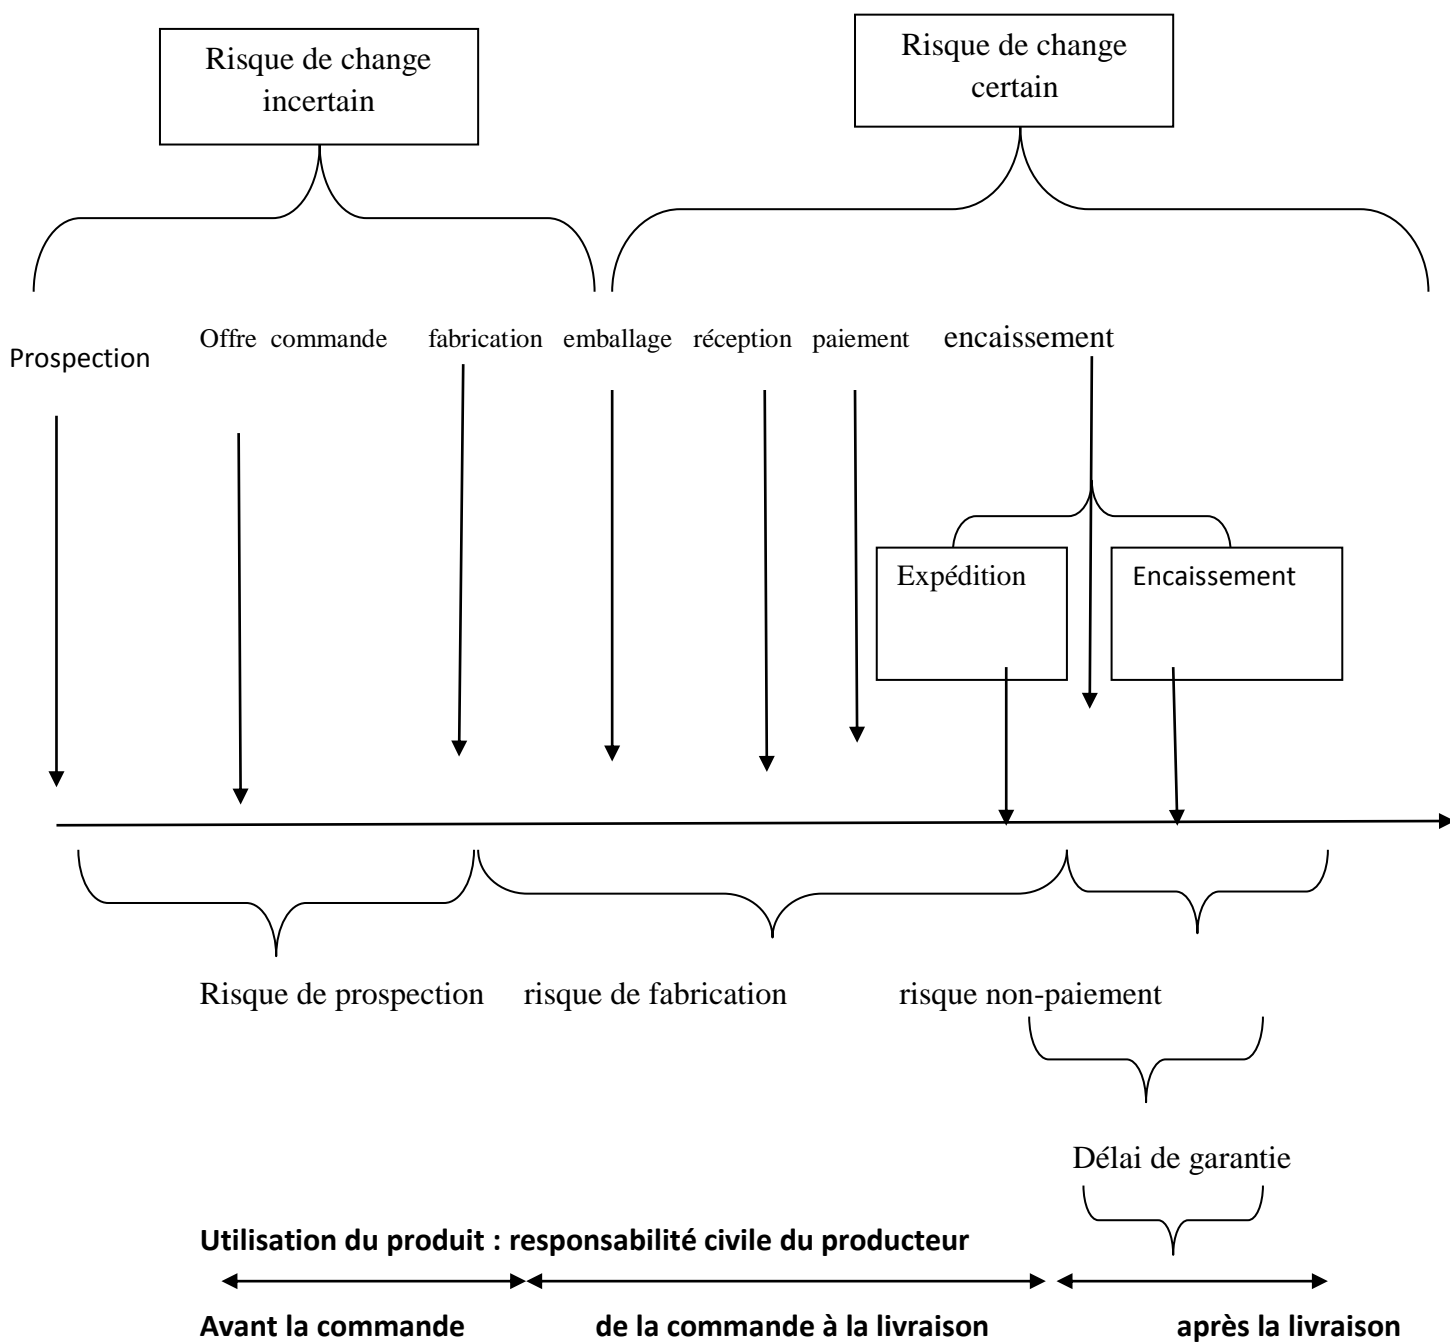 Risque de change
incertain
Risque de change
certain
Prospection
Offre commande fabrication emballage réception paiement encaissement
Expédition
Encaissement
Risque de prospection risque de fabrication risque non-paiement
Délai de garantie
Utilisation du produit : responsabilité civile du producteur
Avant la commande de la commande à la livraison après la livraison